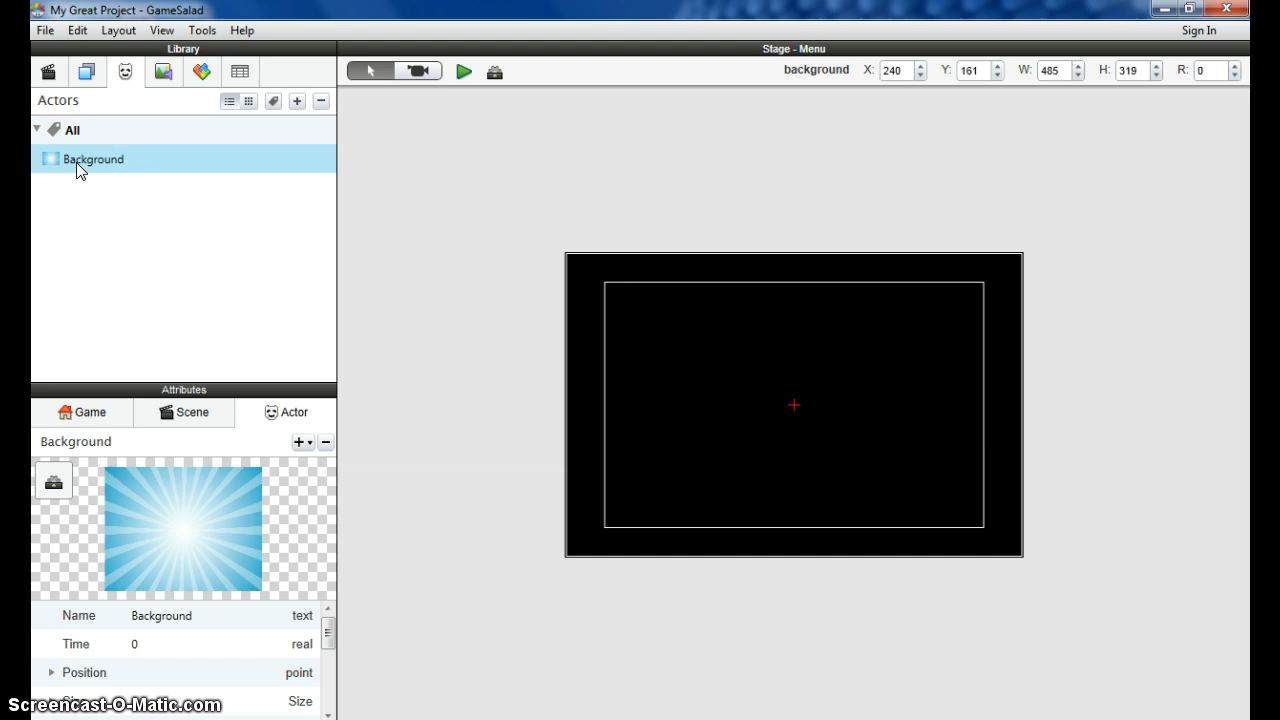 My Great Project - GameSalad
File Edit Layout View Tools Help Sign In
Library
Stage - Menu
background X: 240 Y: 161 W: 485 H: 319 R: 0
Actors
All
Background
Attributes
Game Scene Actor
Background
Name Background text
Time 0 real
Position point
Size Size
Screencast-O-Matic.com